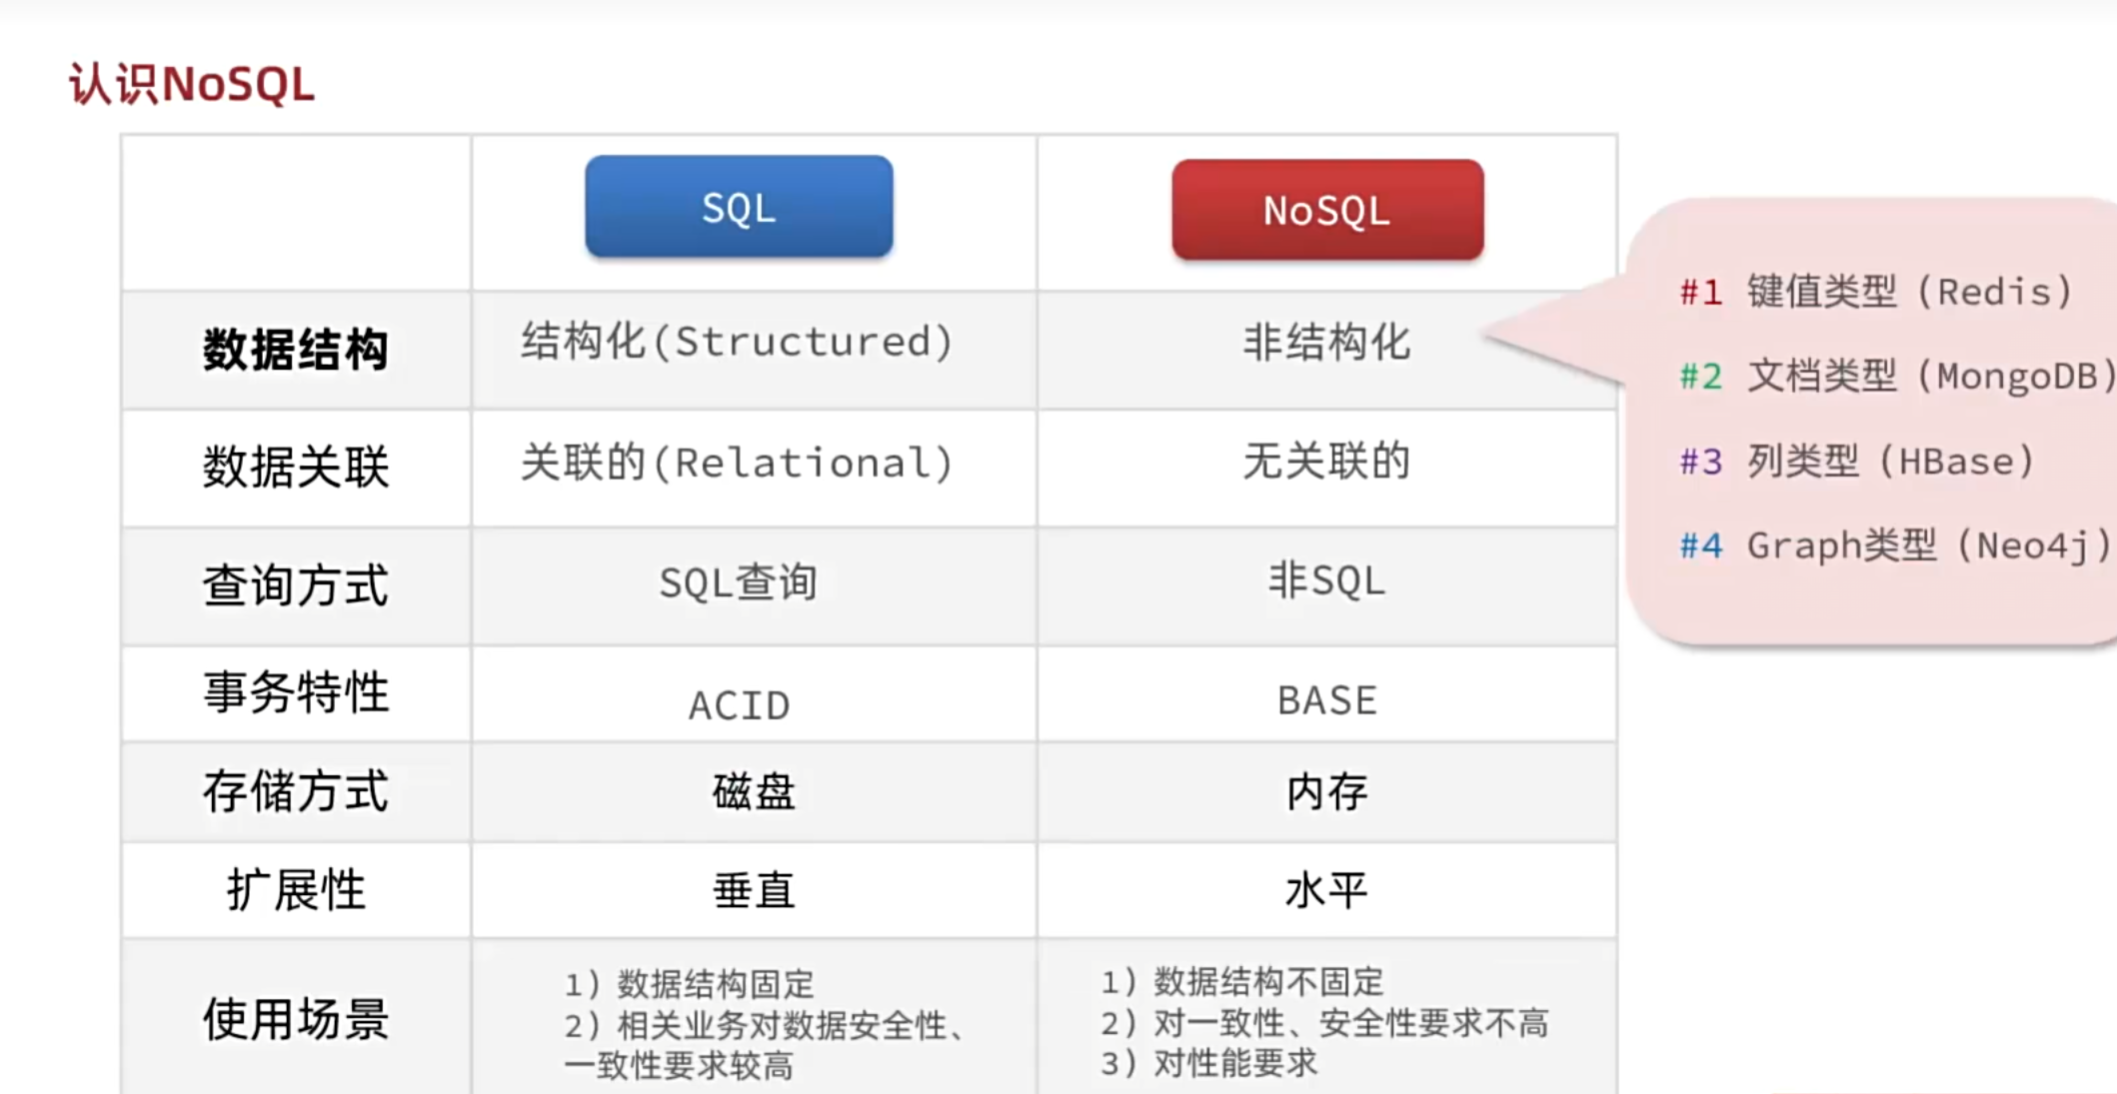 认识NoSQL
SQL
NoSQL
数据结构
结构化(Structured)
非结构化
数据关联
关联的(Relational)
无关联的
查询方式
SQL查询
非SQL
事务特性
ACID
BASE
存储方式
磁盘
内存
扩展性
垂直
水平
使用场景
1）数据结构固定
2）相关业务对数据安全性、
一致性要求较高
1）数据结构不固定
2）对一致性、安全性要求不高
3）对性能要求
#1 键值类型（Redis）
#2 文档类型（MongoDB）
#3 列类型（HBase）
#4 Graph类型（Neo4j）